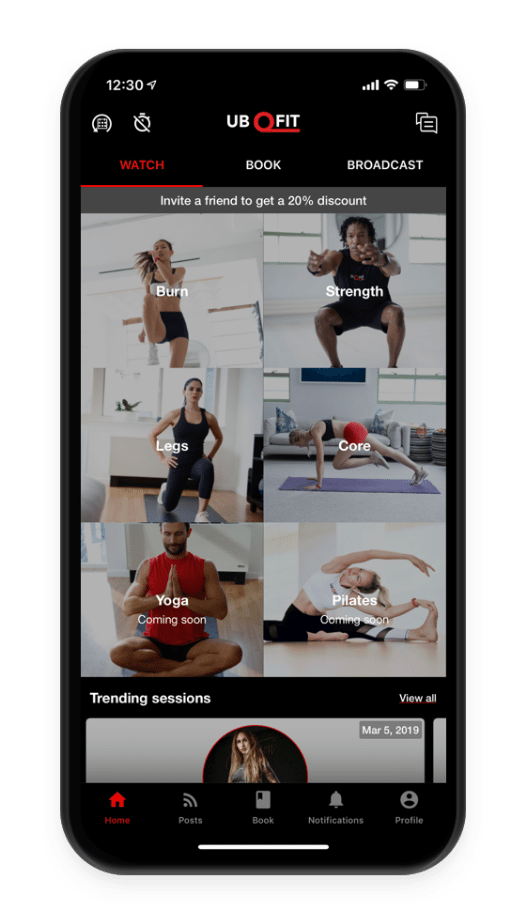 12:30
UB FIT
WATCH BOOK BROADCAST
Invite a friend to get a 20% discount
Burn Strength
Legs Core
Yoga Pilates
Coming soon Coming soon
Trending sessions View all
Mar 5, 2019
Home Posts Book Notifications Profile